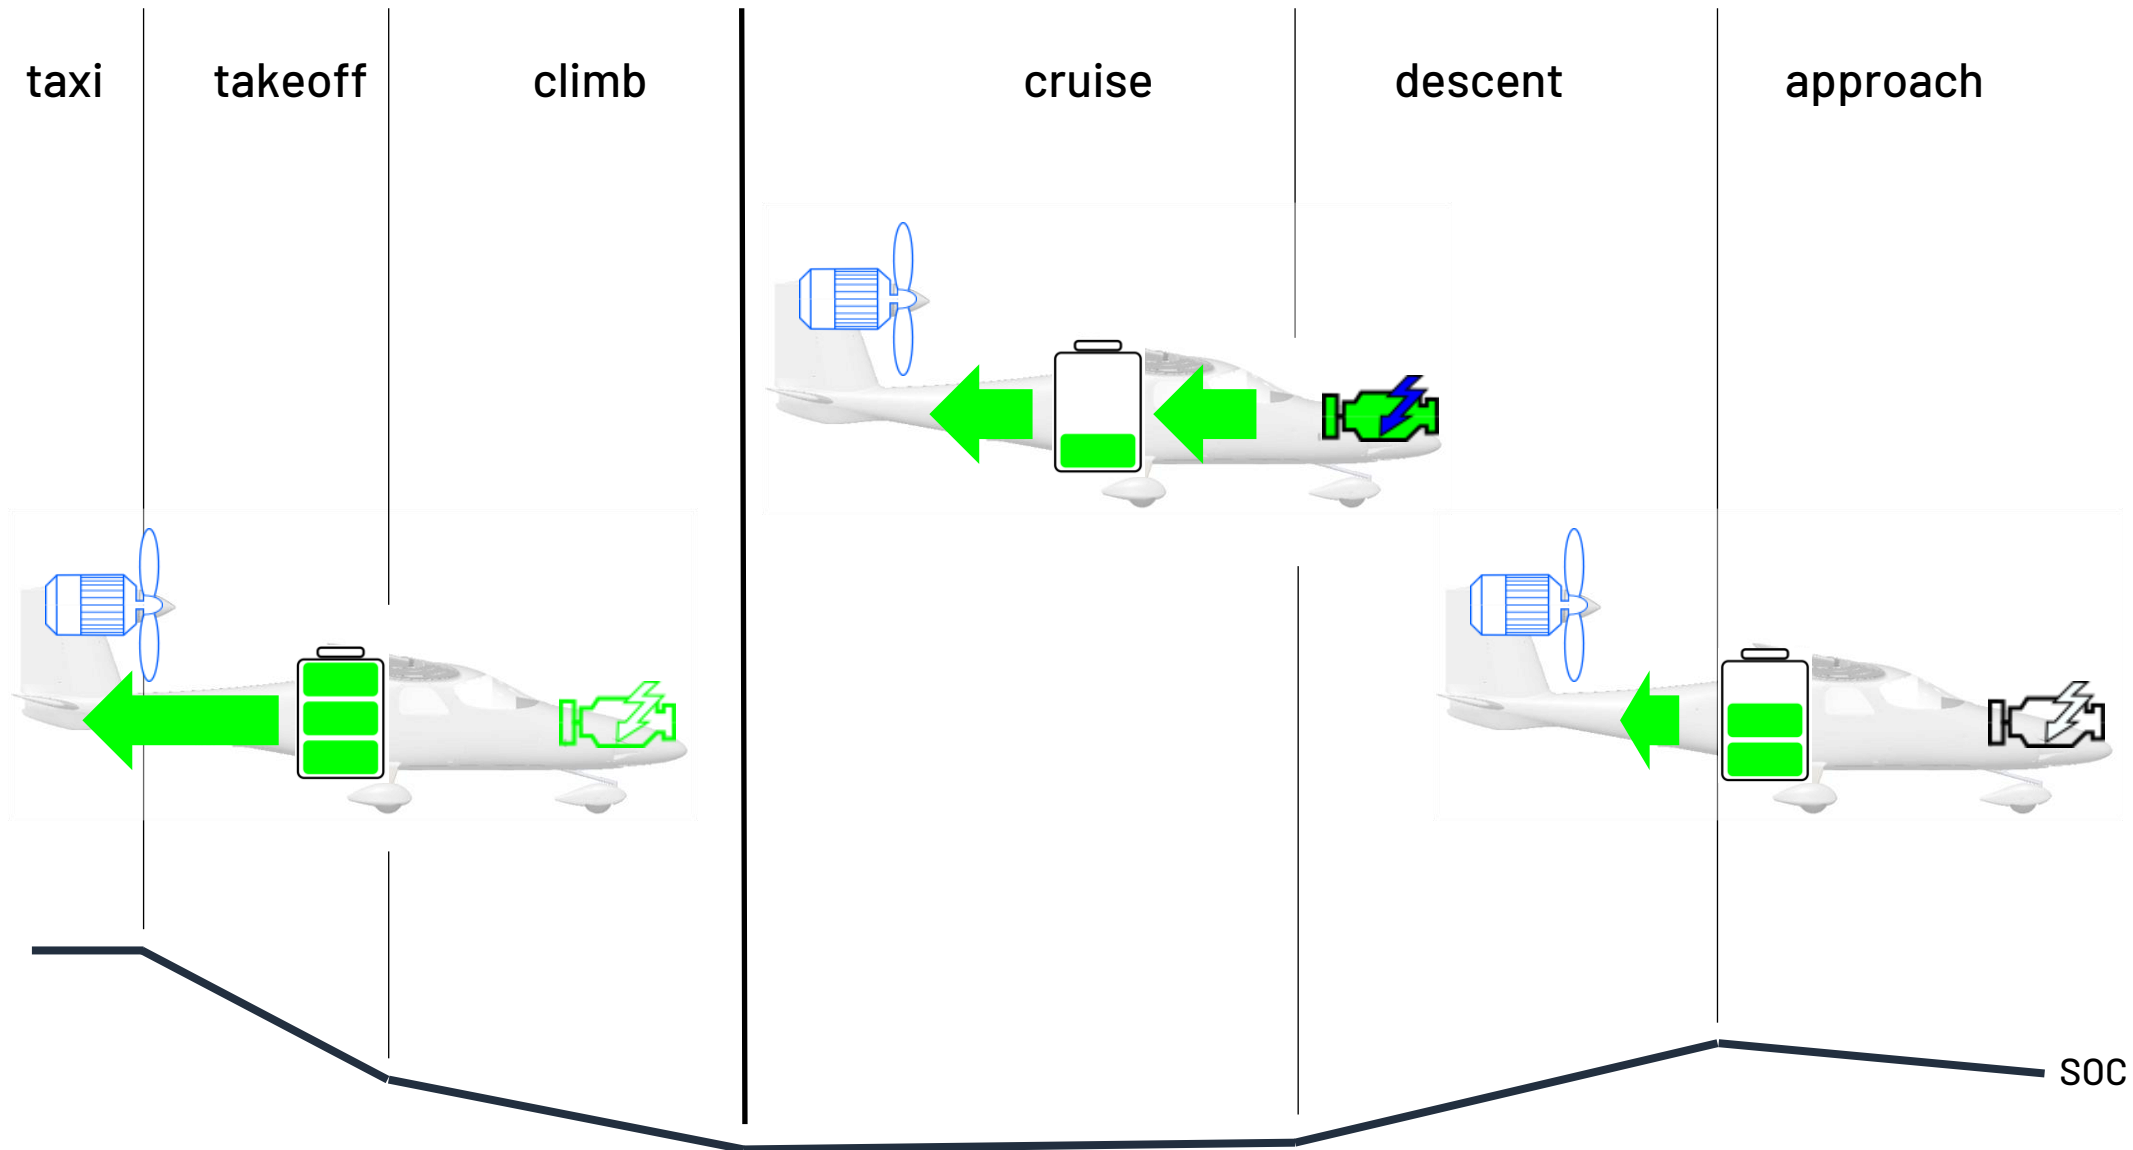 taxi
takeoff
climb
cruise
descent
approach
SOC